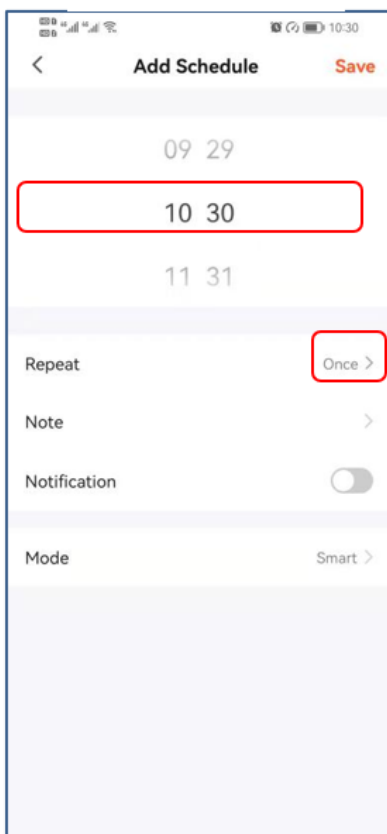 10:30
Add Schedule Save
09 29
10 30
11 31
Repeat Once
Note
Notification
Mode Smart